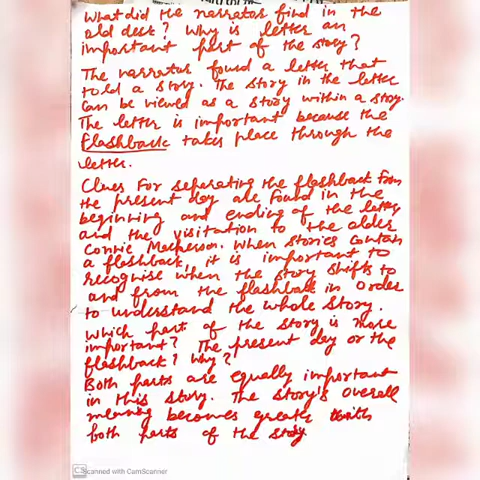 What did the narrator find in the
old desk? Why is letter an
important part of the story?
The narrator found a letter that
told a story. The story in the letter
can be viewed as a story within a story.
The letter is important because the
flashback takes place through the
letter.
Clues for separating the flashback from
the present day are found in the
beginning and ending of the letter
and the visitation to the older
Connie Macpherson. When stories contain
a flashback, it is important to
recognise when the story shifts to
and from the flashback in order
to understand the whole story.
Which part of the story is more
important? The present day or the
flashback? Why?
Both parts are equally important
in this story. The story's overall
meaning becomes greater with
both parts of the story
CS Scanned with CamScanner